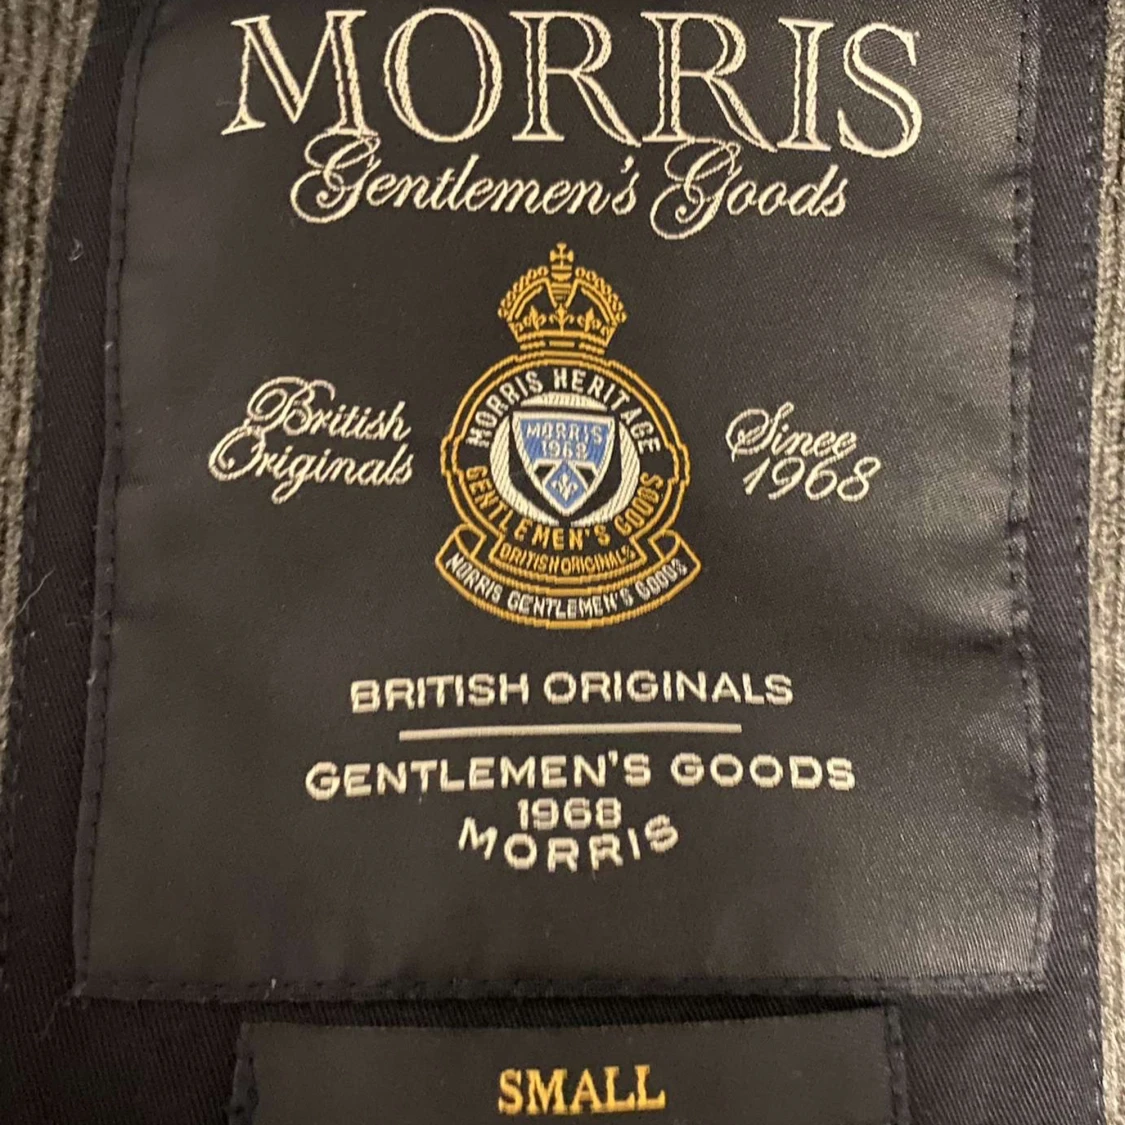 MORRIS
Gentlemen's Goods
British
Originals
Since
1968
MORRIS HERITAGE
MORRIS
1968
GENTLEMEN'S GOODS
BRITISH ORIGINALS
MORRIS GENTLEMEN'S GOODS
BRITISH ORIGINALS
GENTLEMEN'S GOODS
1968
MORRIS
SMALL